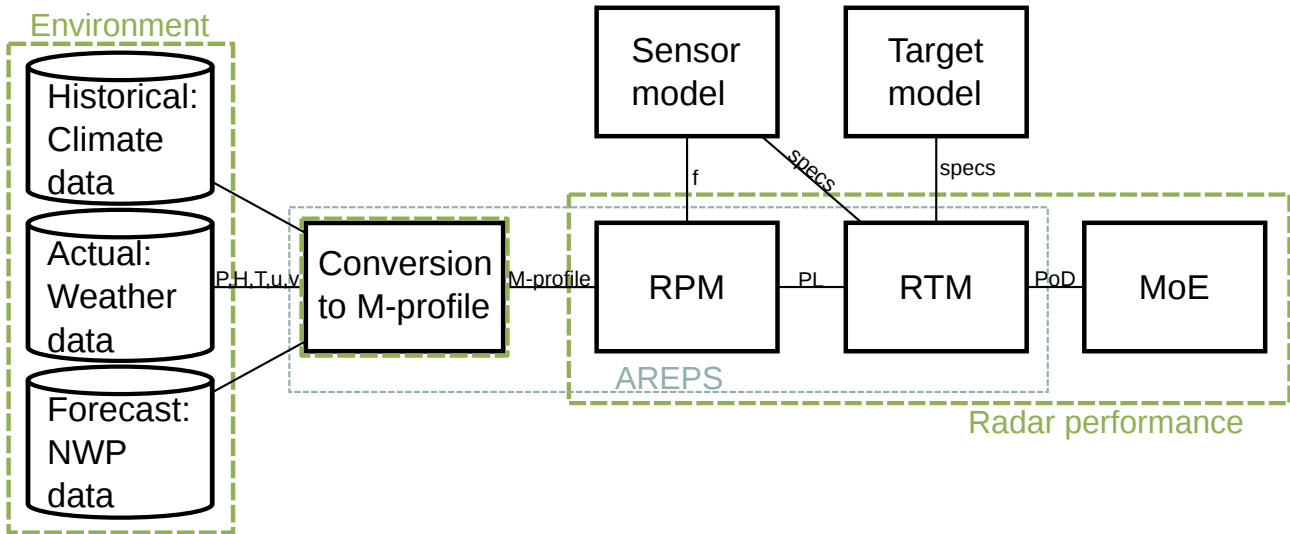 Environment
Historical:
Climate
data
Actual:
Weather
data
Forecast:
NWP
data
P,H,T,u,v
Conversion
to M-profile
M-profile
Sensor
model
Target
model
f
specs
specs
RPM
PL
RTM
PoD
MoE
AREPS
Radar performance